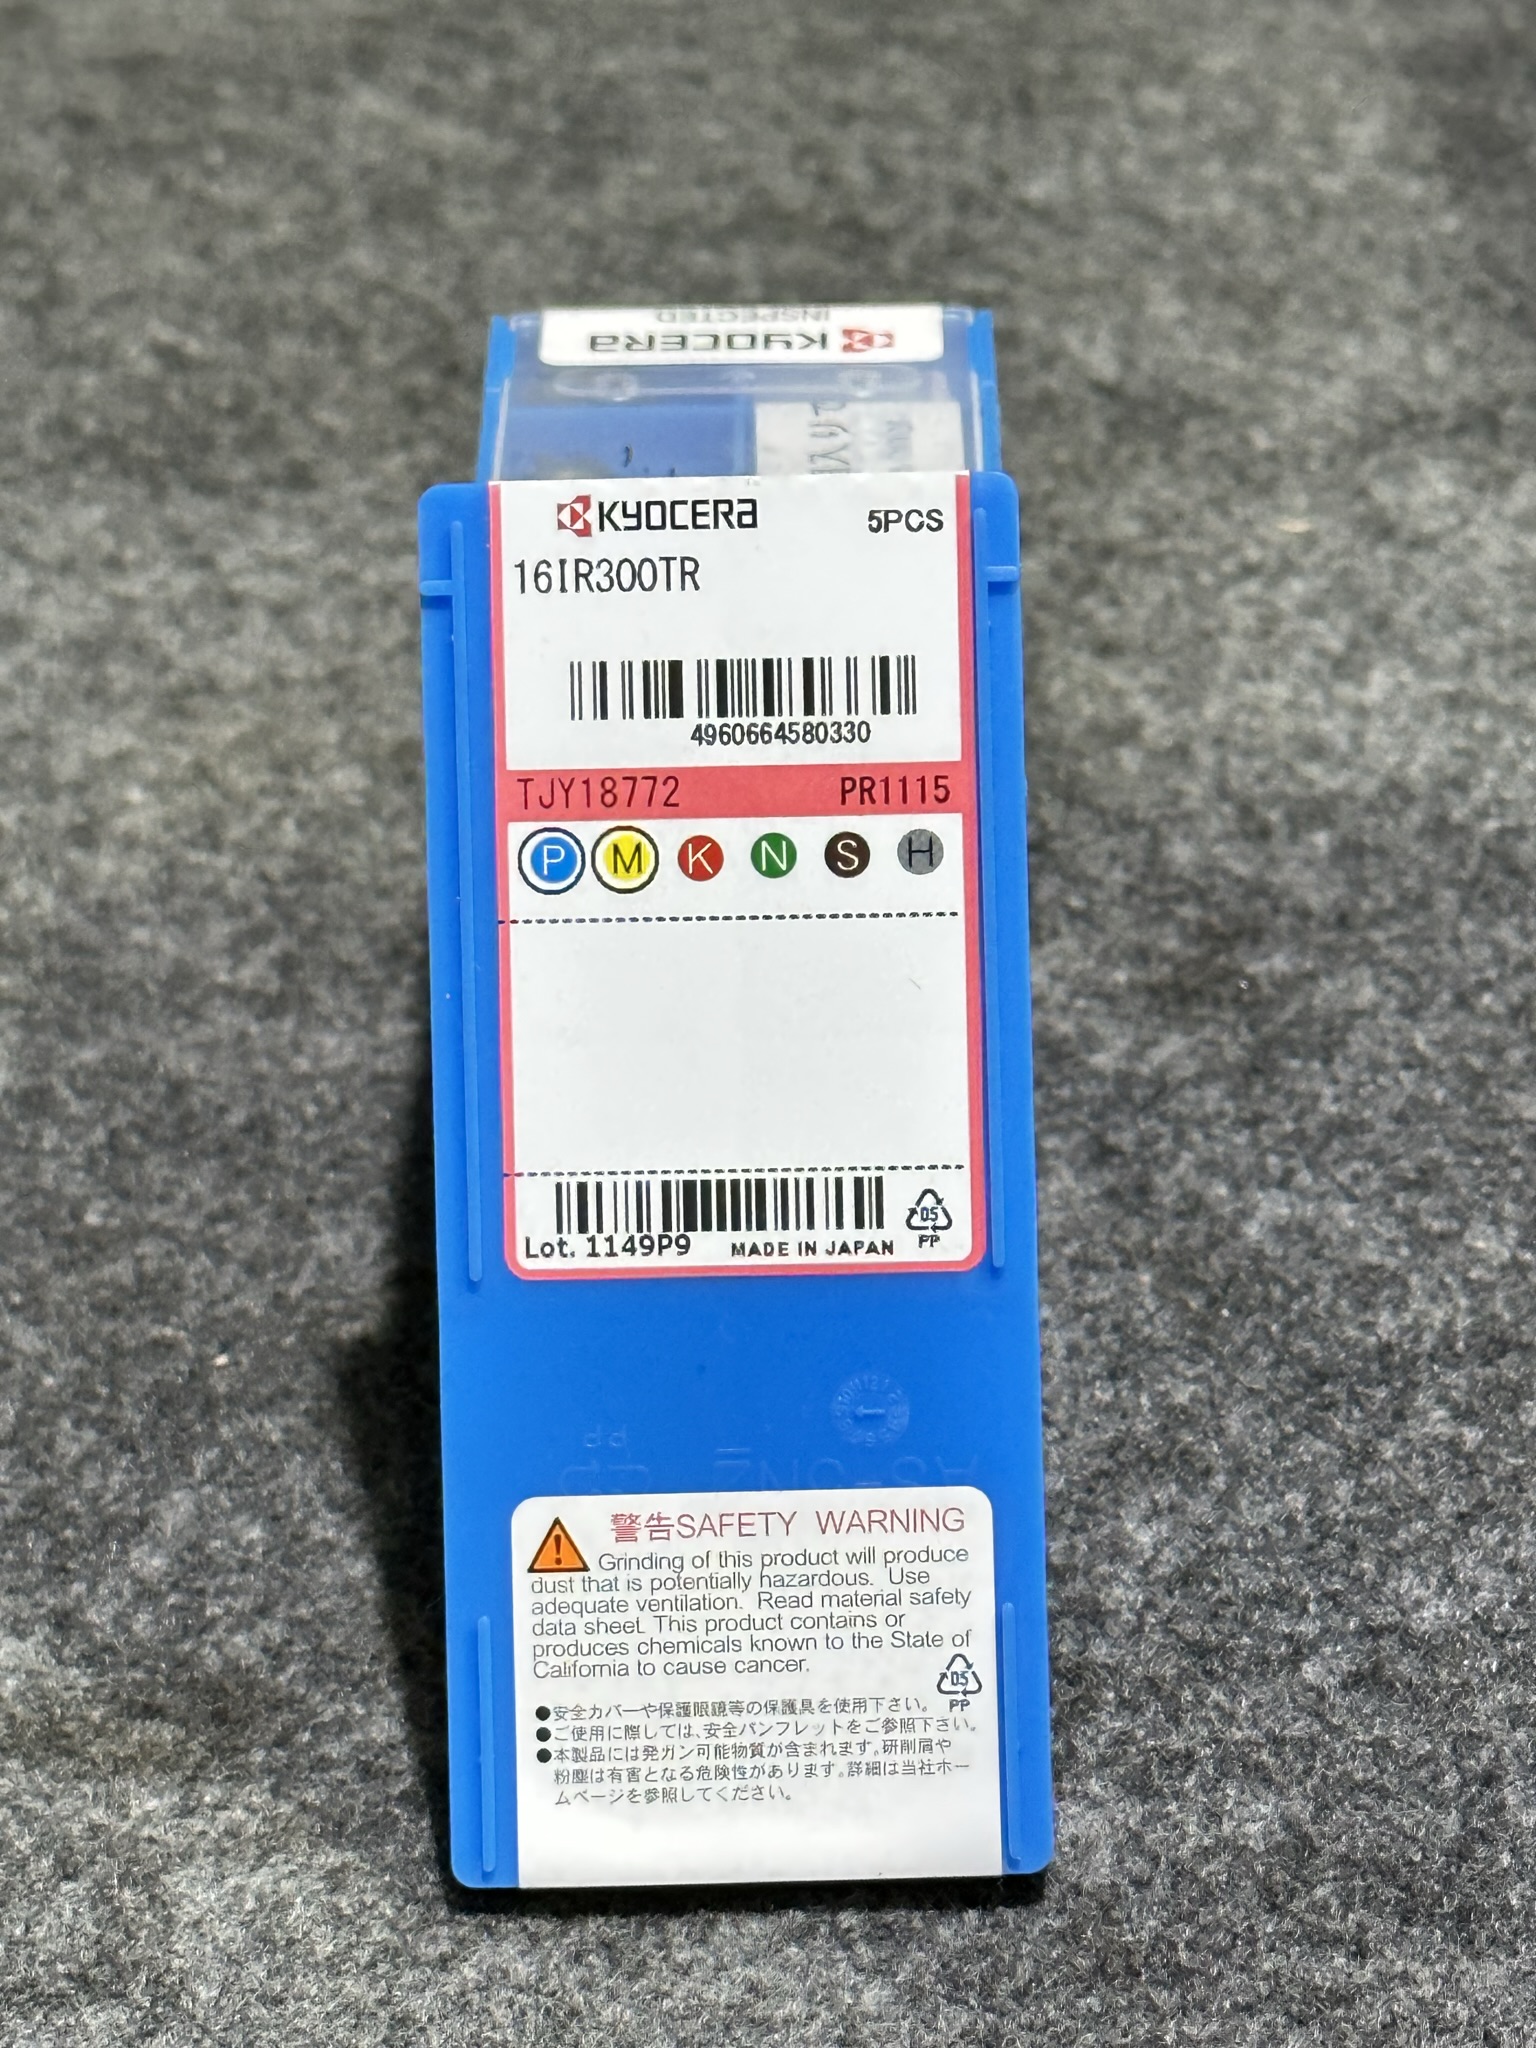 INSPECTED
KYOCERA
入りで
KYOCERA 5PCS
16IR300TR
4960664580330
TJY18772 PR1115
P M K N S H
05
Lot. 1149P9 MADE IN JAPAN PP
PP
警告SAFETY WARNING
Grinding of this product will produce
dust that is potentially hazardous. Use
adequate ventilation. Read material safety
data sheet. This product contains or
produces chemicals known to the State of
California to cause cancer.
05
PP
●安全カバーや保護眼鏡等の保護具を使用下さい。
●ご使用に際しては、安全パンフレットをご参照下さい。
●本製品には発ガン可能物質が含まれます。研削屑や
粉塵は有害となる危険性があります。詳細は当社ホー
ムページを参照してください。